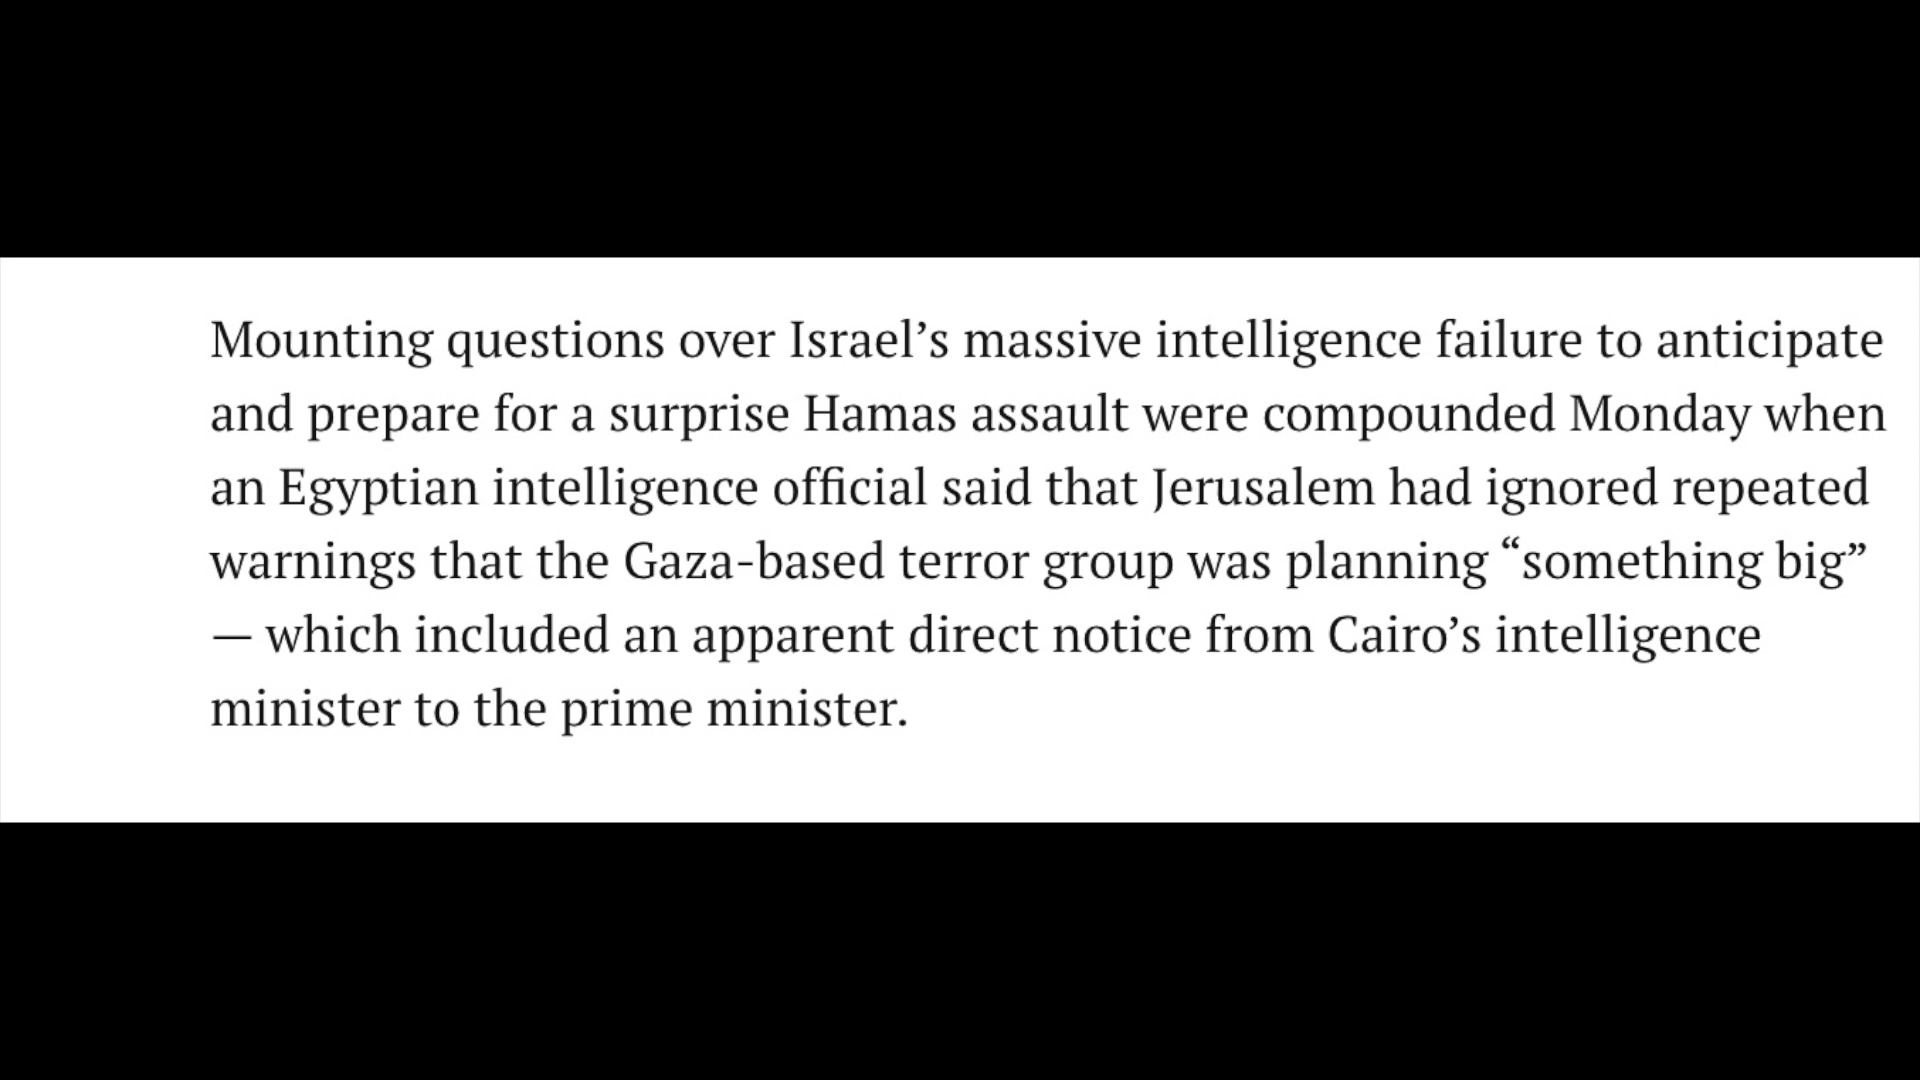 Mounting questions over Israel’s massive intelligence failure to anticipate
and prepare for a surprise Hamas assault were compounded Monday when
an Egyptian intelligence official said that Jerusalem had ignored repeated
warnings that the Gaza-based terror group was planning “something big”
— which included an apparent direct notice from Cairo’s intelligence
minister to the prime minister.